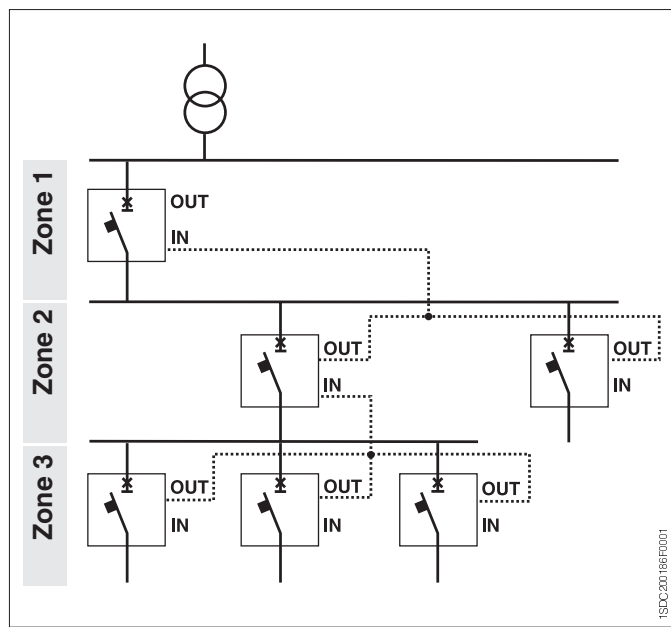 Zone 1
OUT
IN
Zone 2
OUT
IN
OUT
IN
Zone 3
OUT
IN
OUT
IN
OUT
IN
1SDC200186F0001